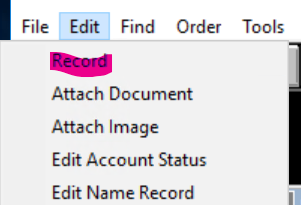 File Edit Find Order Tools
Record
Attach Document
Attach Image
Edit Account Status
Edit Name Record